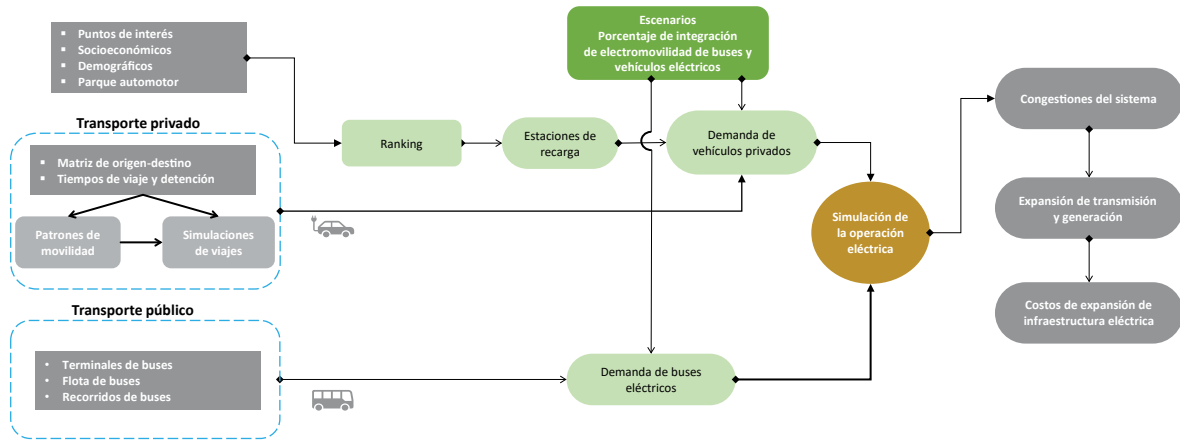 ▪ Puntos de interés
▪ Socioeconómicos
▪ Demográficos
▪ Parque automotor
Escenarios
Porcentaje de integración
de electromovilidad de buses y
vehículos eléctricos
Transporte privado
▪ Matriz de origen-destino
▪ Tiempos de viaje y detención
Patrones de
movilidad
Simulaciones
de viajes
Ranking
Estaciones de
recarga
Demanda de
vehículos privados
Simulación de
la operación
eléctrica
Congestiones del sistema
Expansión de transmisión
y generación
Costos de expansión de
infraestructura eléctrica
Transporte público
• Terminales de buses
• Flota de buses
• Recorridos de buses
Demanda de buses
eléctricos